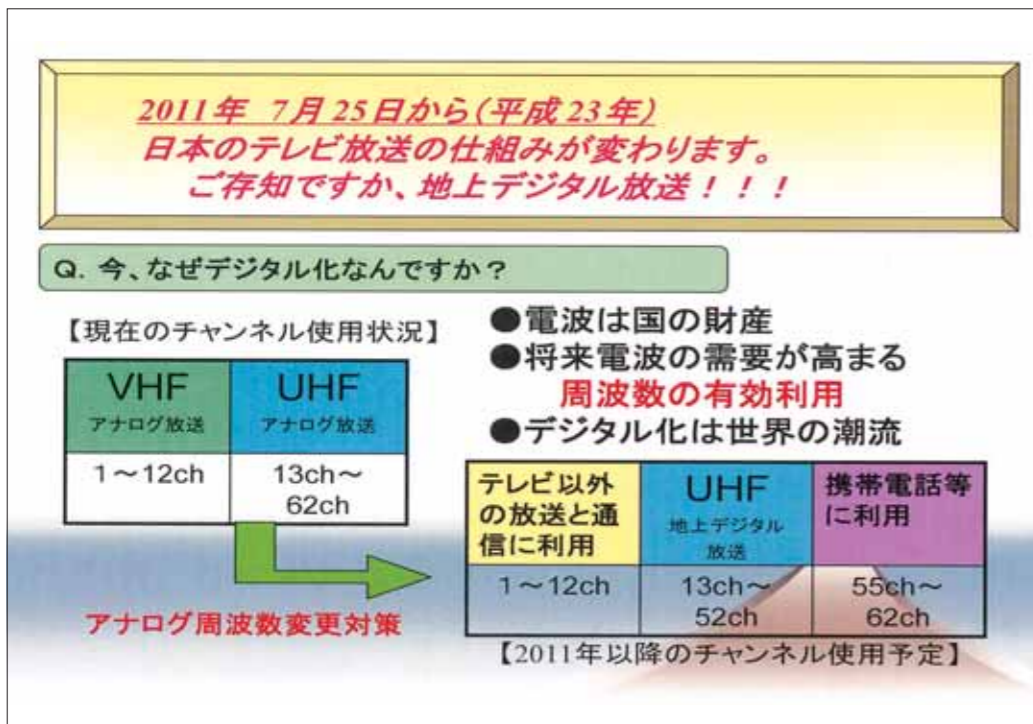 2011年 7月25日から(平成23年)
日本のテレビ放送の仕組みが変わります。
ご存知ですか、地上デジタル放送!!!
Q. 今、なぜデジタル化なんですか?
【現在のチャンネル使用状況】
VHF
アナログ放送
UHF
アナログ放送
1~12ch
13ch~
62ch
アナログ周波数変更対策
●電波は国の財産
●将来電波の需要が高まる
周波数の有効利用
●デジタル化は世界の潮流
テレビ以外
の放送と通
信に利用
UHF
地上デジタル
放送
携帯電話等
に利用
1~12ch
13ch~
52ch
55ch~
62ch
【2011年以降のチャンネル使用予定】